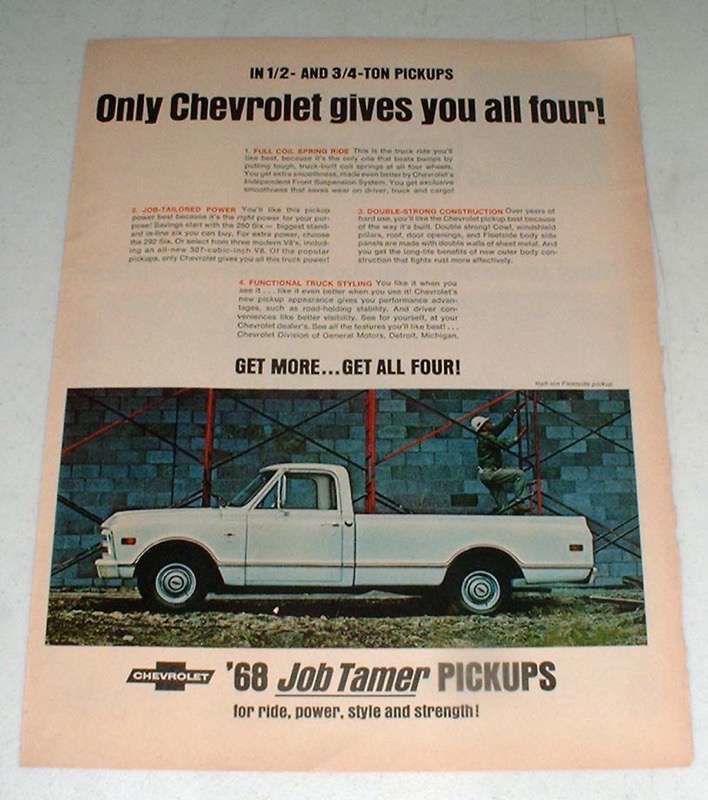 IN 1/2- AND 3/4-TON PICKUPS
Only Chevrolet gives you all four!
1. FULL COIL SPRING RIDE This is the truck ride you'll
like best, because it's the only one that beats bumps by
putting tough, truck-built coil springs at all four wheels.
You get extra smoothness, made even better by Chevrolet's
Independent Front Suspension System. You get exclusive
smoothness that saves wear on driver, truck and cargo!
2. JOB-TAILORED POWER You'll like this pickup
power best because it's the right power for your pur-
pose! Savings start with the 250 Six — biggest stand-
ard in-line six you can buy. For extra power, choose
the 292 Six. Or select from three modern V8's, includ-
ing an all-new 307-cubic-inch V8. Of the popular
pickups, only Chevrolet gives you all this truck power!
3. DOUBLE-STRONG CONSTRUCTION Over years of
hard use, you'll like the Chevrolet pickup best because
of the way it's built. Double strong! Cowl, windshield
pillars, roof, door openings, and Fleetside body side
panels are made with double walls of sheet metal. And
you get the long-life benefits of new outer body con-
struction that fights rust more effectively.
4. FUNCTIONAL TRUCK STYLING You like it when you
see it . . . like it even better when you use it! Chevrolet's
new pickup appearance gives you performance advan-
tages, such as road-holding stability. And driver con-
veniences like better visibility. See for yourself, at your
Chevrolet dealer's. See all the features you'll like best! . . .
Chevrolet Division of General Motors, Detroit, Michigan.
GET MORE...GET ALL FOUR!
Half-ton Fleetside pickup
CHEVROLET '68 Job Tamer PICKUPS
for ride, power, style and strength!